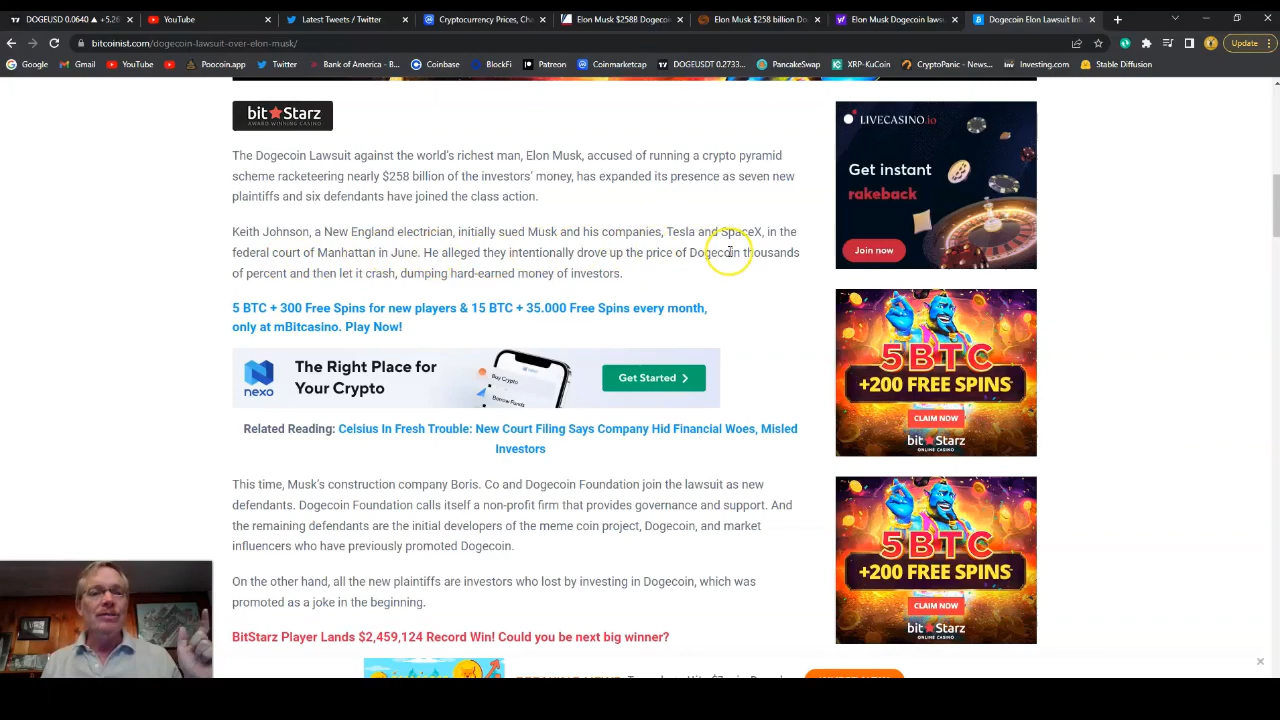 DOGEUSD 0.0640 ▲ +5.26
YouTube
Latest Tweets / Twitter
Cryptocurrency Prices, Cha
Elon Musk $258B Dogecoin
Elon Musk $258 billion Do
Elon Musk Dogecoin laws
Dogecoin Elon Lawsuit Int
bitcoinist.com/dogecoin-lawsuit-over-elon-musk/
Update
Google
Gmail
YouTube
Poocoin.app
Twitter
Bank of America - B...
Coinbase
BlockFi
Patreon
Coinmarketcap
DOGEUSDT 0.2733...
PancakeSwap
XRP-KuCoin
CryptoPanic - News...
Investing.com
Stable Diffusion
bit★Starz
AWARD WINNING CASINO
The Dogecoin Lawsuit against the world's richest man, Elon Musk, accused of running a crypto pyramid
scheme racketeering nearly $258 billion of the investors' money, has expanded its presence as seven new
plaintiffs and six defendants have joined the class action.
Keith Johnson, a New England electrician, initially sued Musk and his companies, Tesla and SpaceX, in the
federal court of Manhattan in June. He alleged they intentionally drove up the price of Dogecoin thousands
of percent and then let it crash, dumping hard-earned money of investors.
5 BTC + 300 Free Spins for new players & 15 BTC + 35.000 Free Spins every month,
only at mBitcasino. Play Now!
nexo
The Right Place for
Your Crypto
Buy Crypto
Borrow Funds
Get Started
Related Reading: Celsius In Fresh Trouble: New Court Filing Says Company Hid Financial Woes, Misled
Investors
This time, Musk's construction company Boris. Co and Dogecoin Foundation join the lawsuit as new
defendants. Dogecoin Foundation calls itself a non-profit firm that provides governance and support. And
the remaining defendants are the initial developers of the meme coin project, Dogecoin, and market
influencers who have previously promoted Dogecoin.
On the other hand, all the new plaintiffs are investors who lost by investing in Dogecoin, which was
promoted as a joke in the beginning.
BitStarz Player Lands $2,459,124 Record Win! Could you be next big winner?
LIVECASINO.io
Get instant
rakeback
Join now
5BTC
+200 FREE SPINS
CLAIM NOW
bit★Starz
ONLINE CASINO
5BTC
+200 FREE SPINS
CLAIM NOW
bit★Starz
ONLINE CASINO